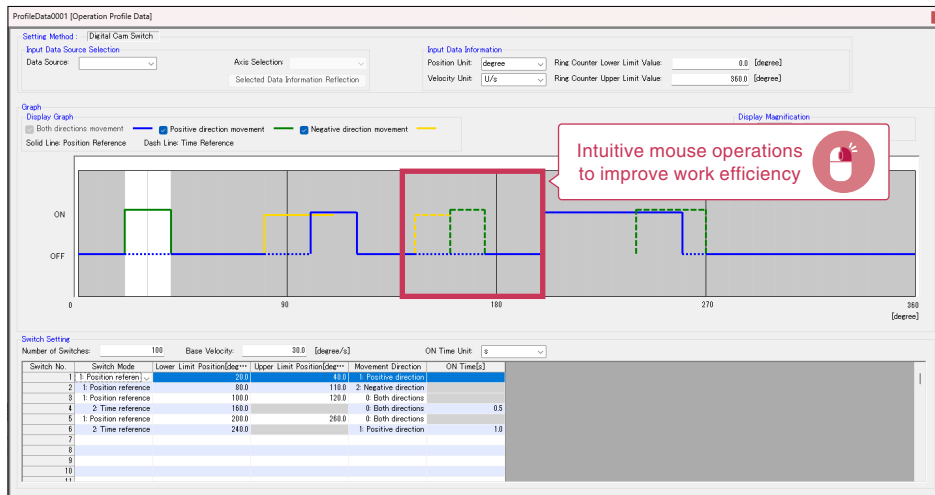 ProfileData0001 [Operation Profile Data]
Setting Method : Digital Cam Switch
Input Data Source Selection
Data Source:
Axis Selection:
Selected Data Information Reflection
Input Data Information
Position Unit: degree Ring Counter Lower Limit Value: 0.0 [degree]
Velocity Unit: U/s Ring Counter Upper Limit Value: 360.0 [degree]
Graph
Display Graph
Both directions movement Positive direction movement Negative direction movement
Solid Line: Position Reference Dash Line: Time Reference
Display Magnification
Intuitive mouse operations
to improve work efficiency
ON
OFF
0 90 180 270 360
[degree]
Switch Setting
Number of Switches: 100 Base Velocity: 30.0 [degree/s] ON Time Unit: s
Switch No. Switch Mode Lower Limit Position[deg··· Upper Limit Position[deg··· Movement Direction ON Time[s]
1 1: Position referen 20.0 40.0 1: Positive direction
2 1: Position reference 80.0 110.0 2: Negative direction
3 1: Position reference 100.0 120.0 0: Both directions
4 2: Time reference 160.0 0: Both directions 0.5
5 1: Position reference 200.0 260.0 0: Both directions
6 2: Time reference 240.0 1: Positive direction 1.0
7
8
9
10
11